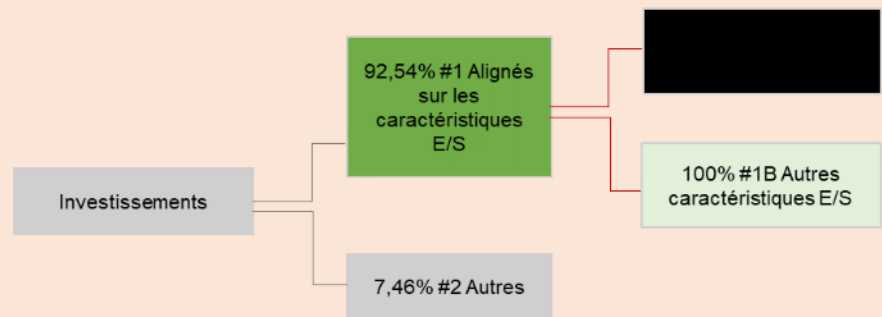 92,54% #1 Alignés
sur les
caractéristiques
E/S
100% #1B Autres
caractéristiques E/S
Investissements
7,46% #2 Autres